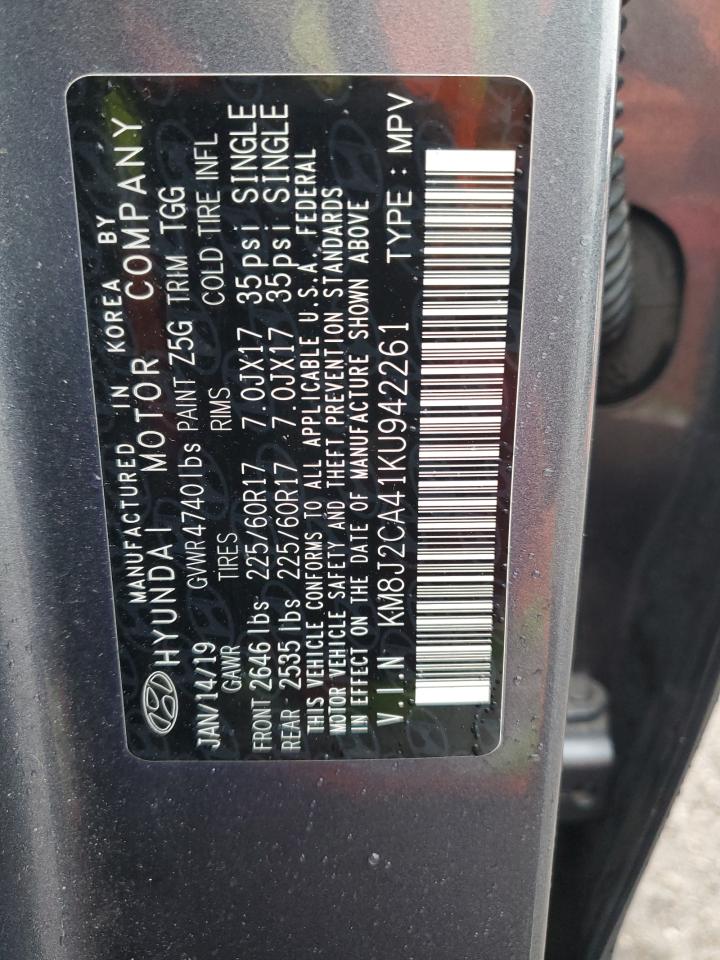 MANUFACTURED IN KOREA BY
HYUNDAI MOTOR COMPANY
JAN/14/19 GVWR 4740 lbs PAINT Z5G TRIM TGG
GAWR TIRES RIMS COLD TIRE INFL
FRONT 2646 lbs 225/60R17 7.0JX17 35psi SINGLE
REAR 2535 lbs 225/60R17 7.0JX17 35psi SINGLE
THIS VEHICLE CONFORMS TO ALL APPLICABLE U.S.A. FEDERAL
MOTOR VEHICLE SAFETY AND THEFT PREVENTION STANDARDS
IN EFFECT ON THE DATE OF MANUFACTURE SHOWN ABOVE
V.I.N KM8J2CA41KU942261 TYPE : MPV